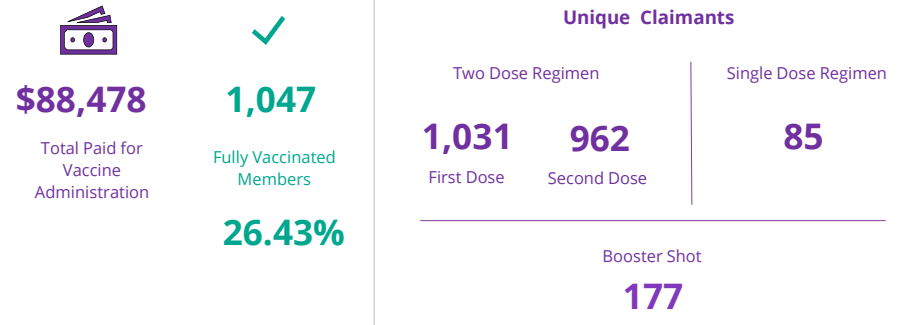 $88,478
Total Paid for
Vaccine
Administration
1,047
Fully Vaccinated
Members
26.43%
Unique Claimants
Two Dose Regimen
1,031
First Dose
962
Second Dose
Single Dose Regimen
85
Booster Shot
177